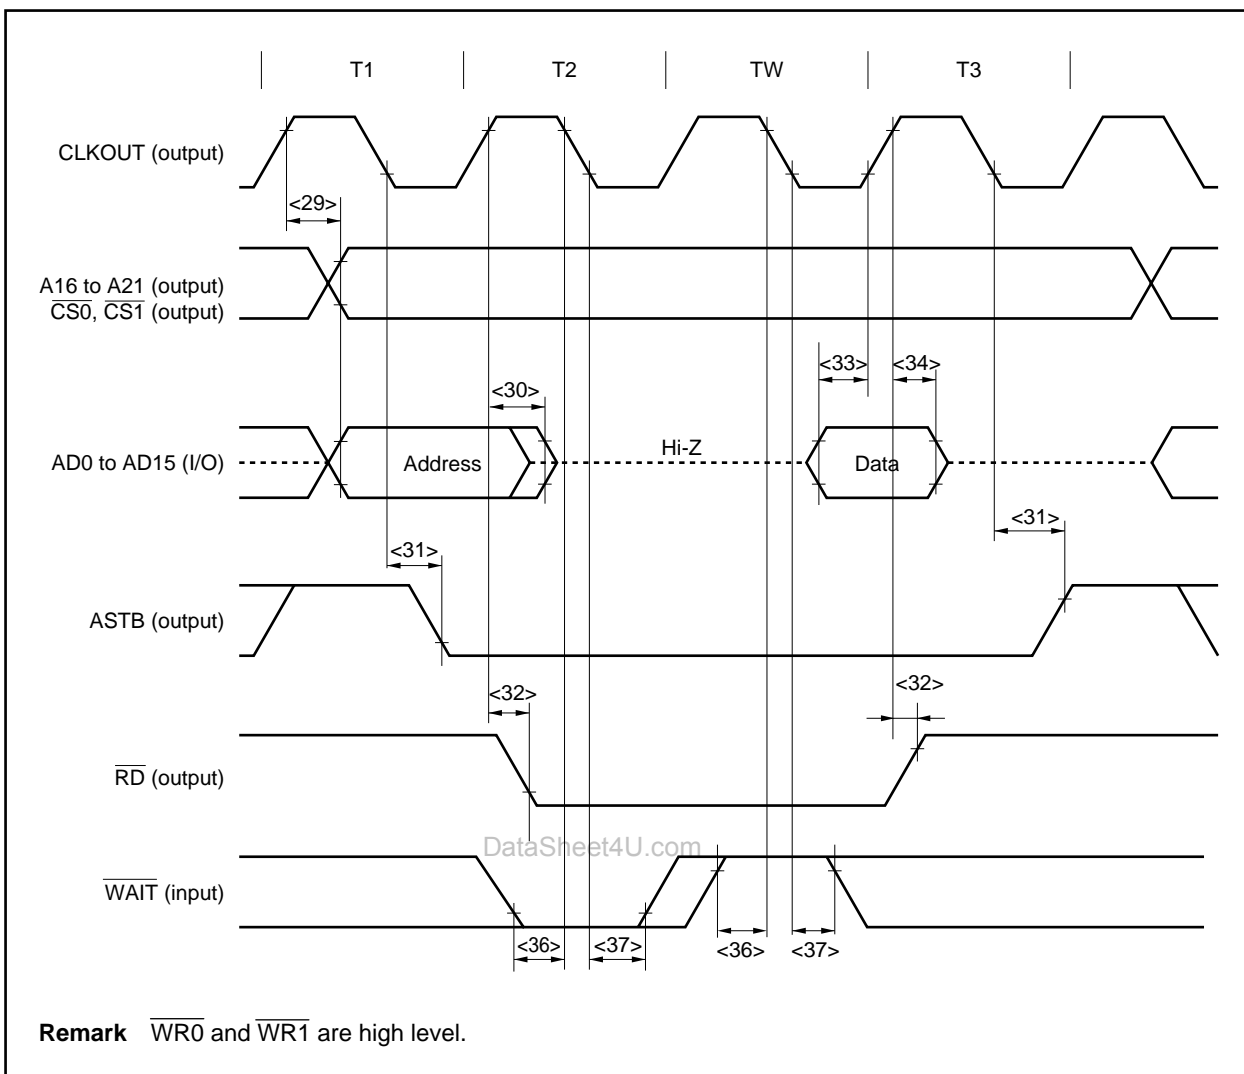 T1 T2 TW T3
CLKOUT (output)
<29>
A16 to A21 (output)
CS0, CS1 (output)
<33> <34>
<30>
AD0 to AD15 (I/O) Address Hi-Z Data
<31>
<31>
ASTB (output)
<32>
<32>
RD (output)
DataSheet4U.com
WAIT (input)
<36> <37> <36> <37>
Remark WR0 and WR1 are high level.